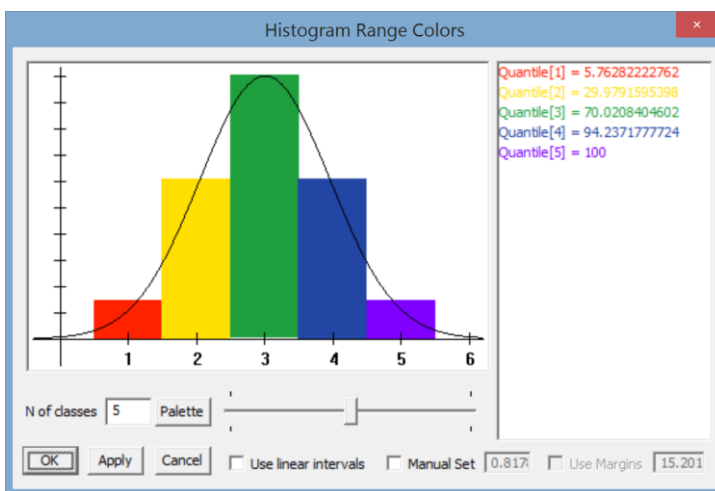 Histogram Range Colors
×
Quantile[1] = 5.76282222762
Quantile[2] = 29.9791595398
Quantile[3] = 70.0208404602
Quantile[4] = 94.2371777724
Quantile[5] = 100
1 2 3 4 5 6
N of classes 5 Palette
OK Apply Cancel Use linear intervals Manual Set 0.817 Use Margins 15.201